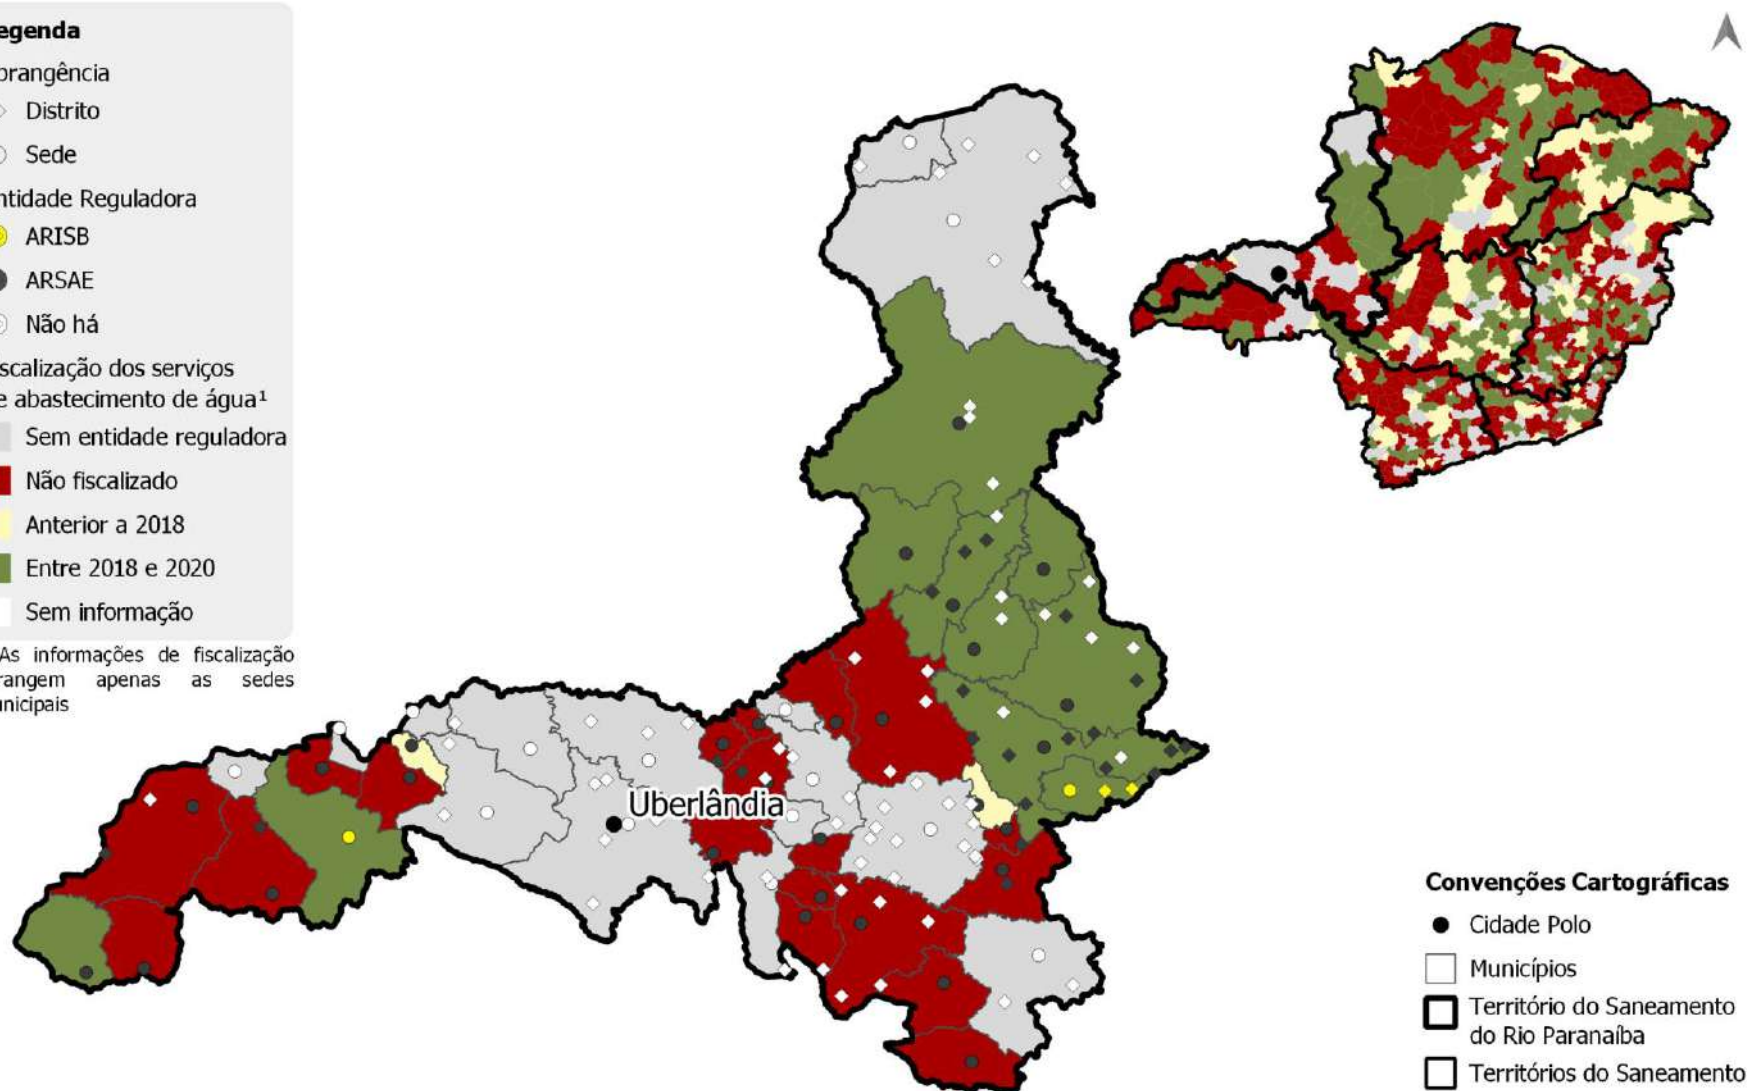 egenda
brangência
Distrito
Sede
ntidade Reguladora
ARISB
ARSAE
Não há
scalização dos serviços
e abastecimento de água¹
Sem entidade reguladora
Não fiscalizado
Anterior a 2018
Entre 2018 e 2020
Sem informação
As informações de fiscalização
rangem apenas as sedes
unicipais
Uberlândia
Convenções Cartográficas
Cidade Polo
Municípios
Território do Saneamento
do Rio Paranaíba
Territórios do Saneamento